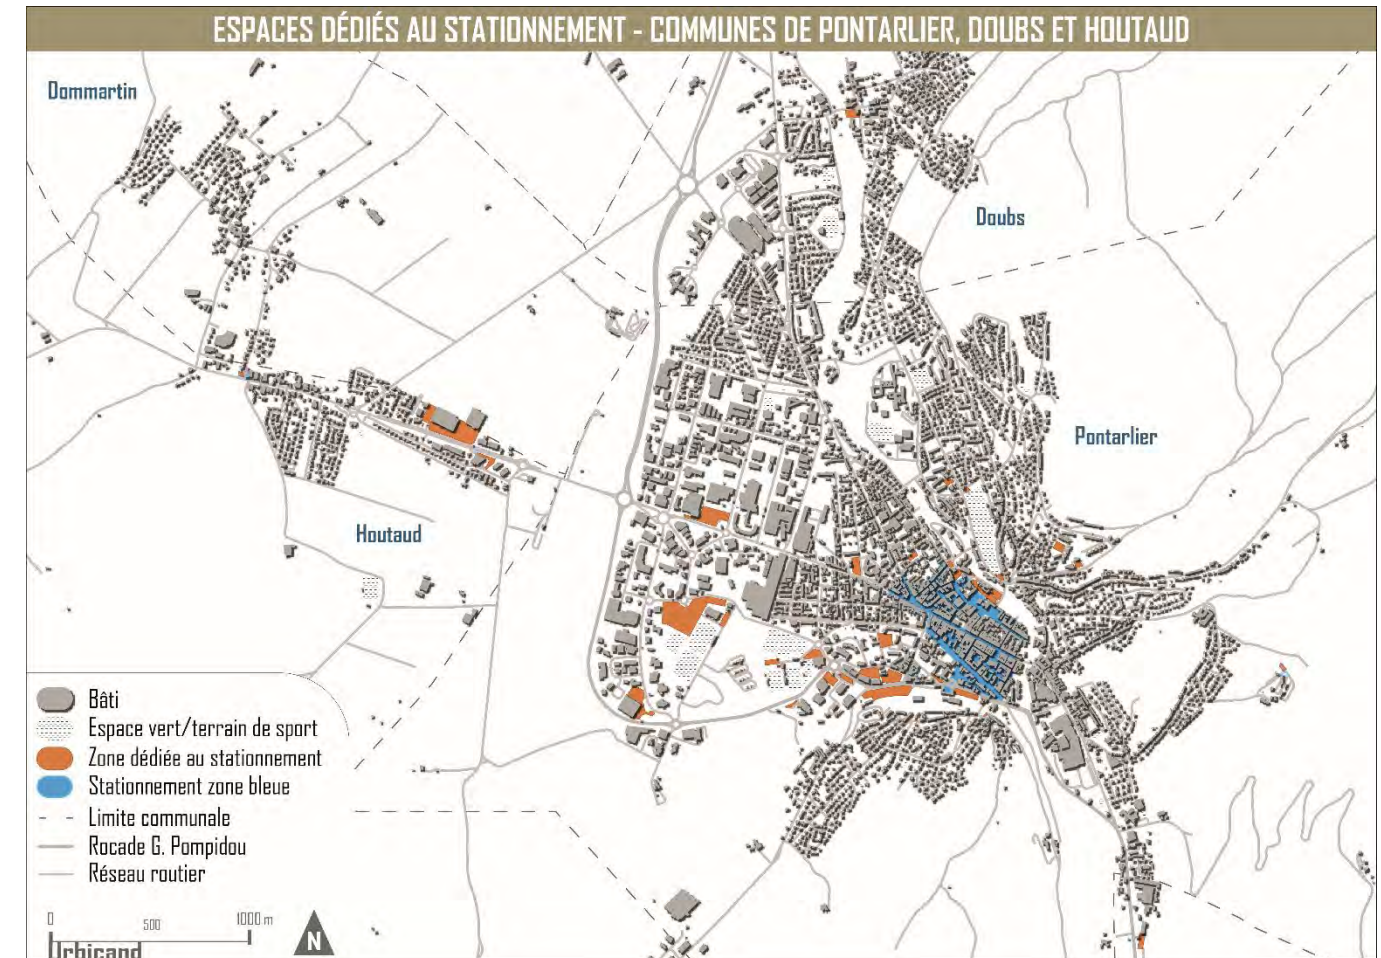 ESPACES DÉDIÉS AU STATIONNEMENT - COMMUNES DE PONTARLIER, DOUBS ET HOUTAUD
Dommartin
Doubs
Pontarlier
Houtaud
Bâti
Espace vert/terrain de sport
Zone dédiée au stationnement
Stationnement zone bleue
Limite communale
Rocade G. Pompidou
Réseau routier
0 500 1000 m
N
Urbicand